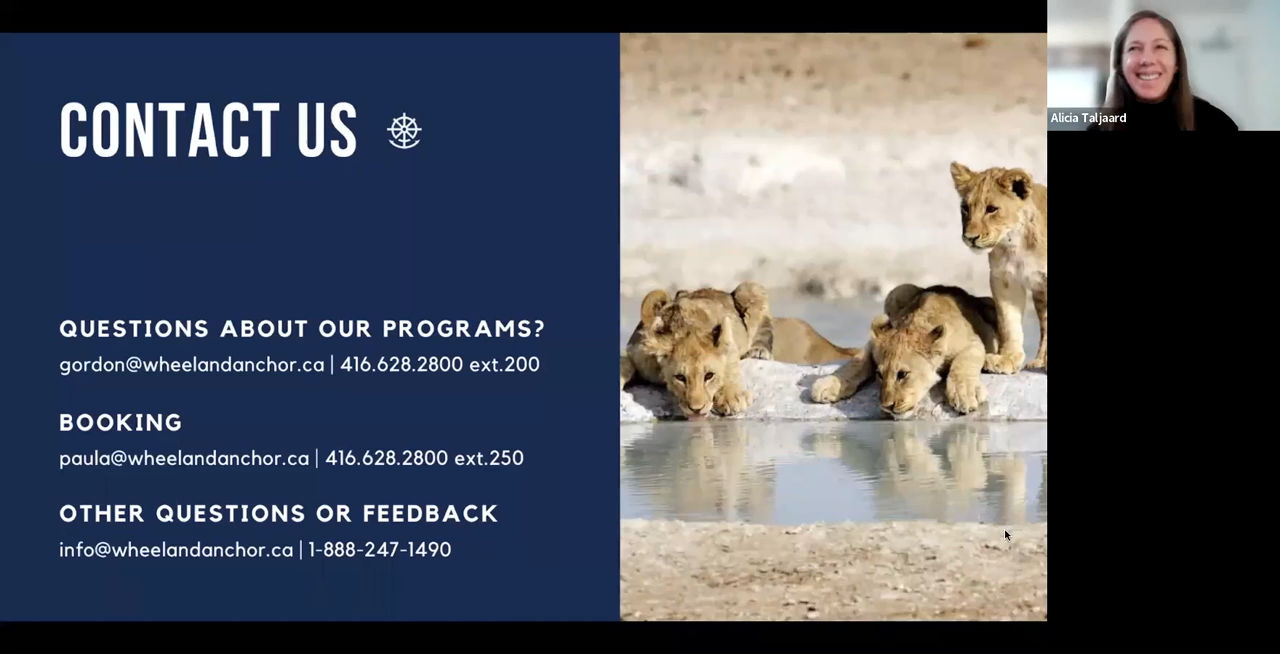 CONTACT US
QUESTIONS ABOUT OUR PROGRAMS?
gordon@wheelandanchor.ca | 416.628.2800 ext.200
BOOKING
paula@wheelandanchor.ca | 416.628.2800 ext.250
OTHER QUESTIONS OR FEEDBACK
info@wheelandanchor.ca | 1-888-247-1490
Alicia Taljaard